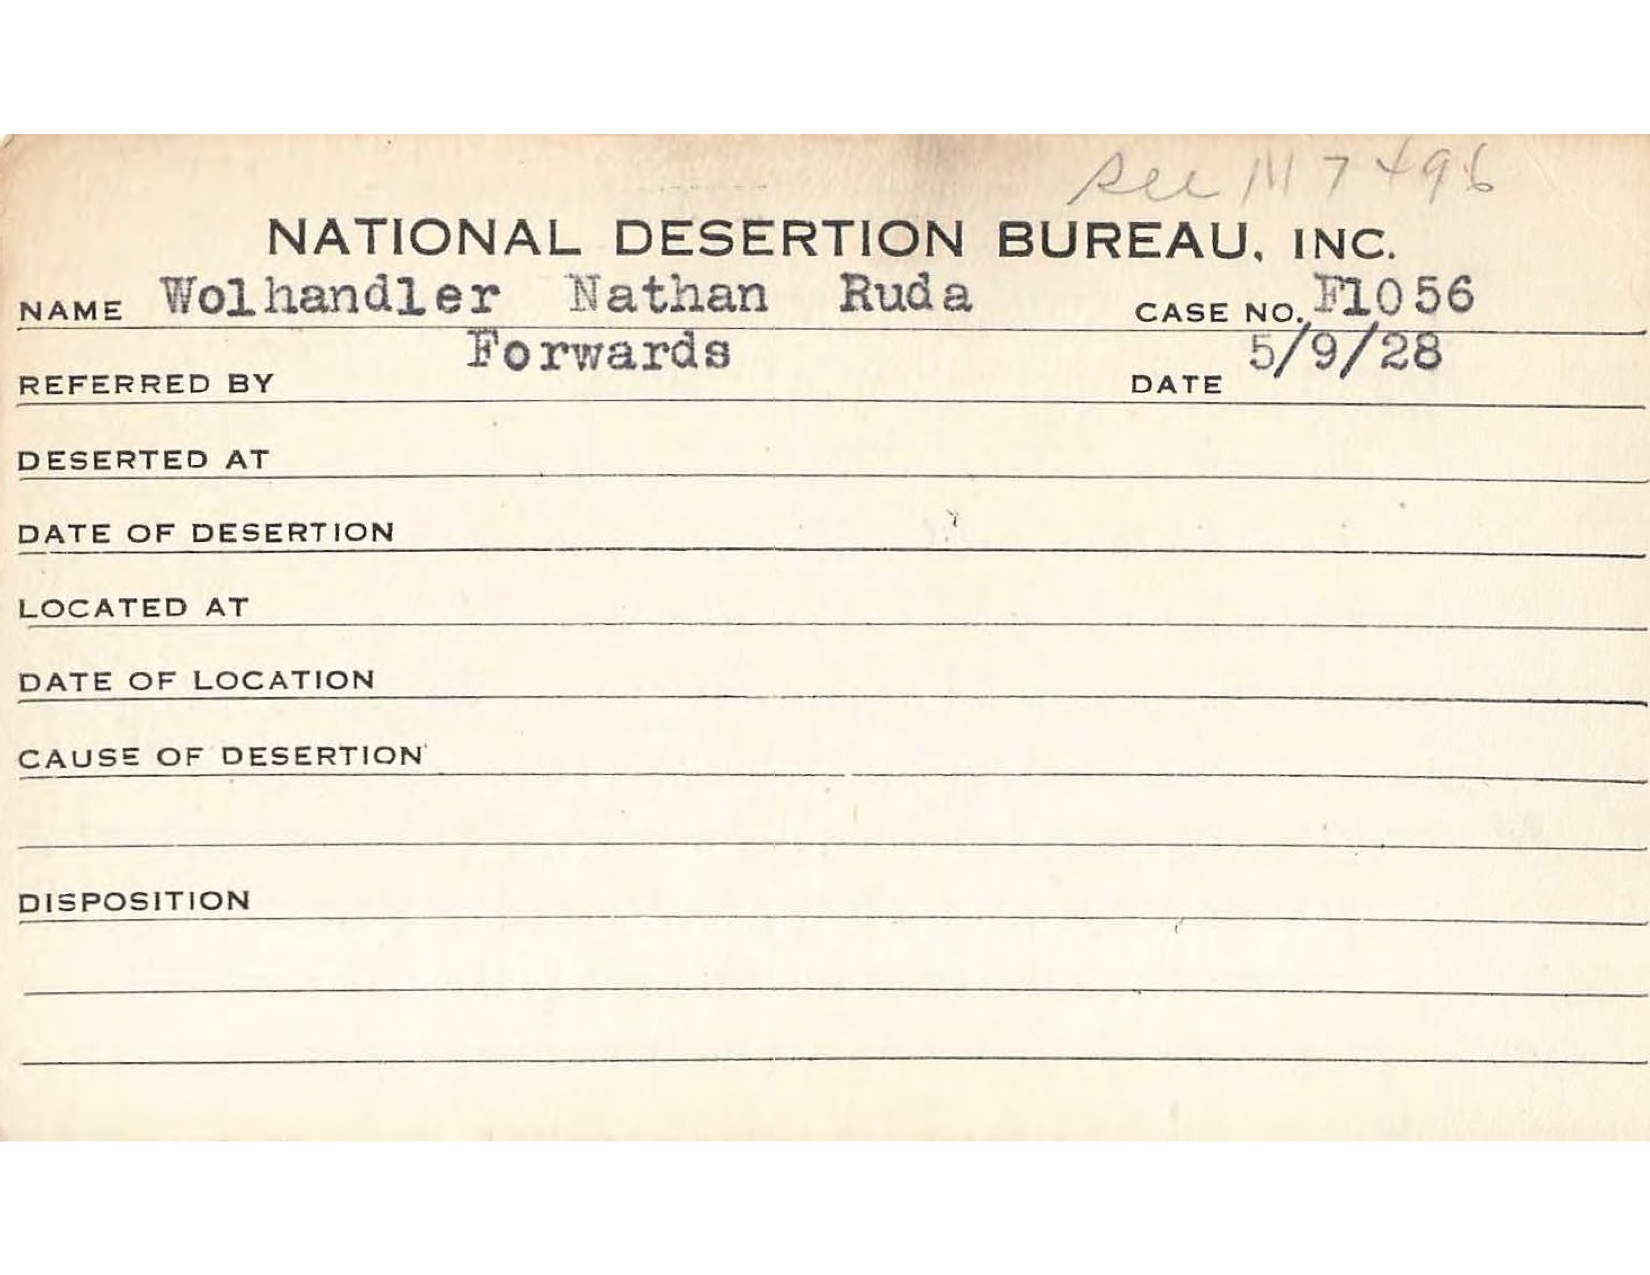 see M7496
NATIONAL DESERTION BUREAU, INC.
NAME Wolhandler Nathan Ruda CASE NO. F1056
REFERRED BY Forwards DATE 5/9/28
DESERTED AT
DATE OF DESERTION
LOCATED AT
DATE OF LOCATION
CAUSE OF DESERTION
DISPOSITION